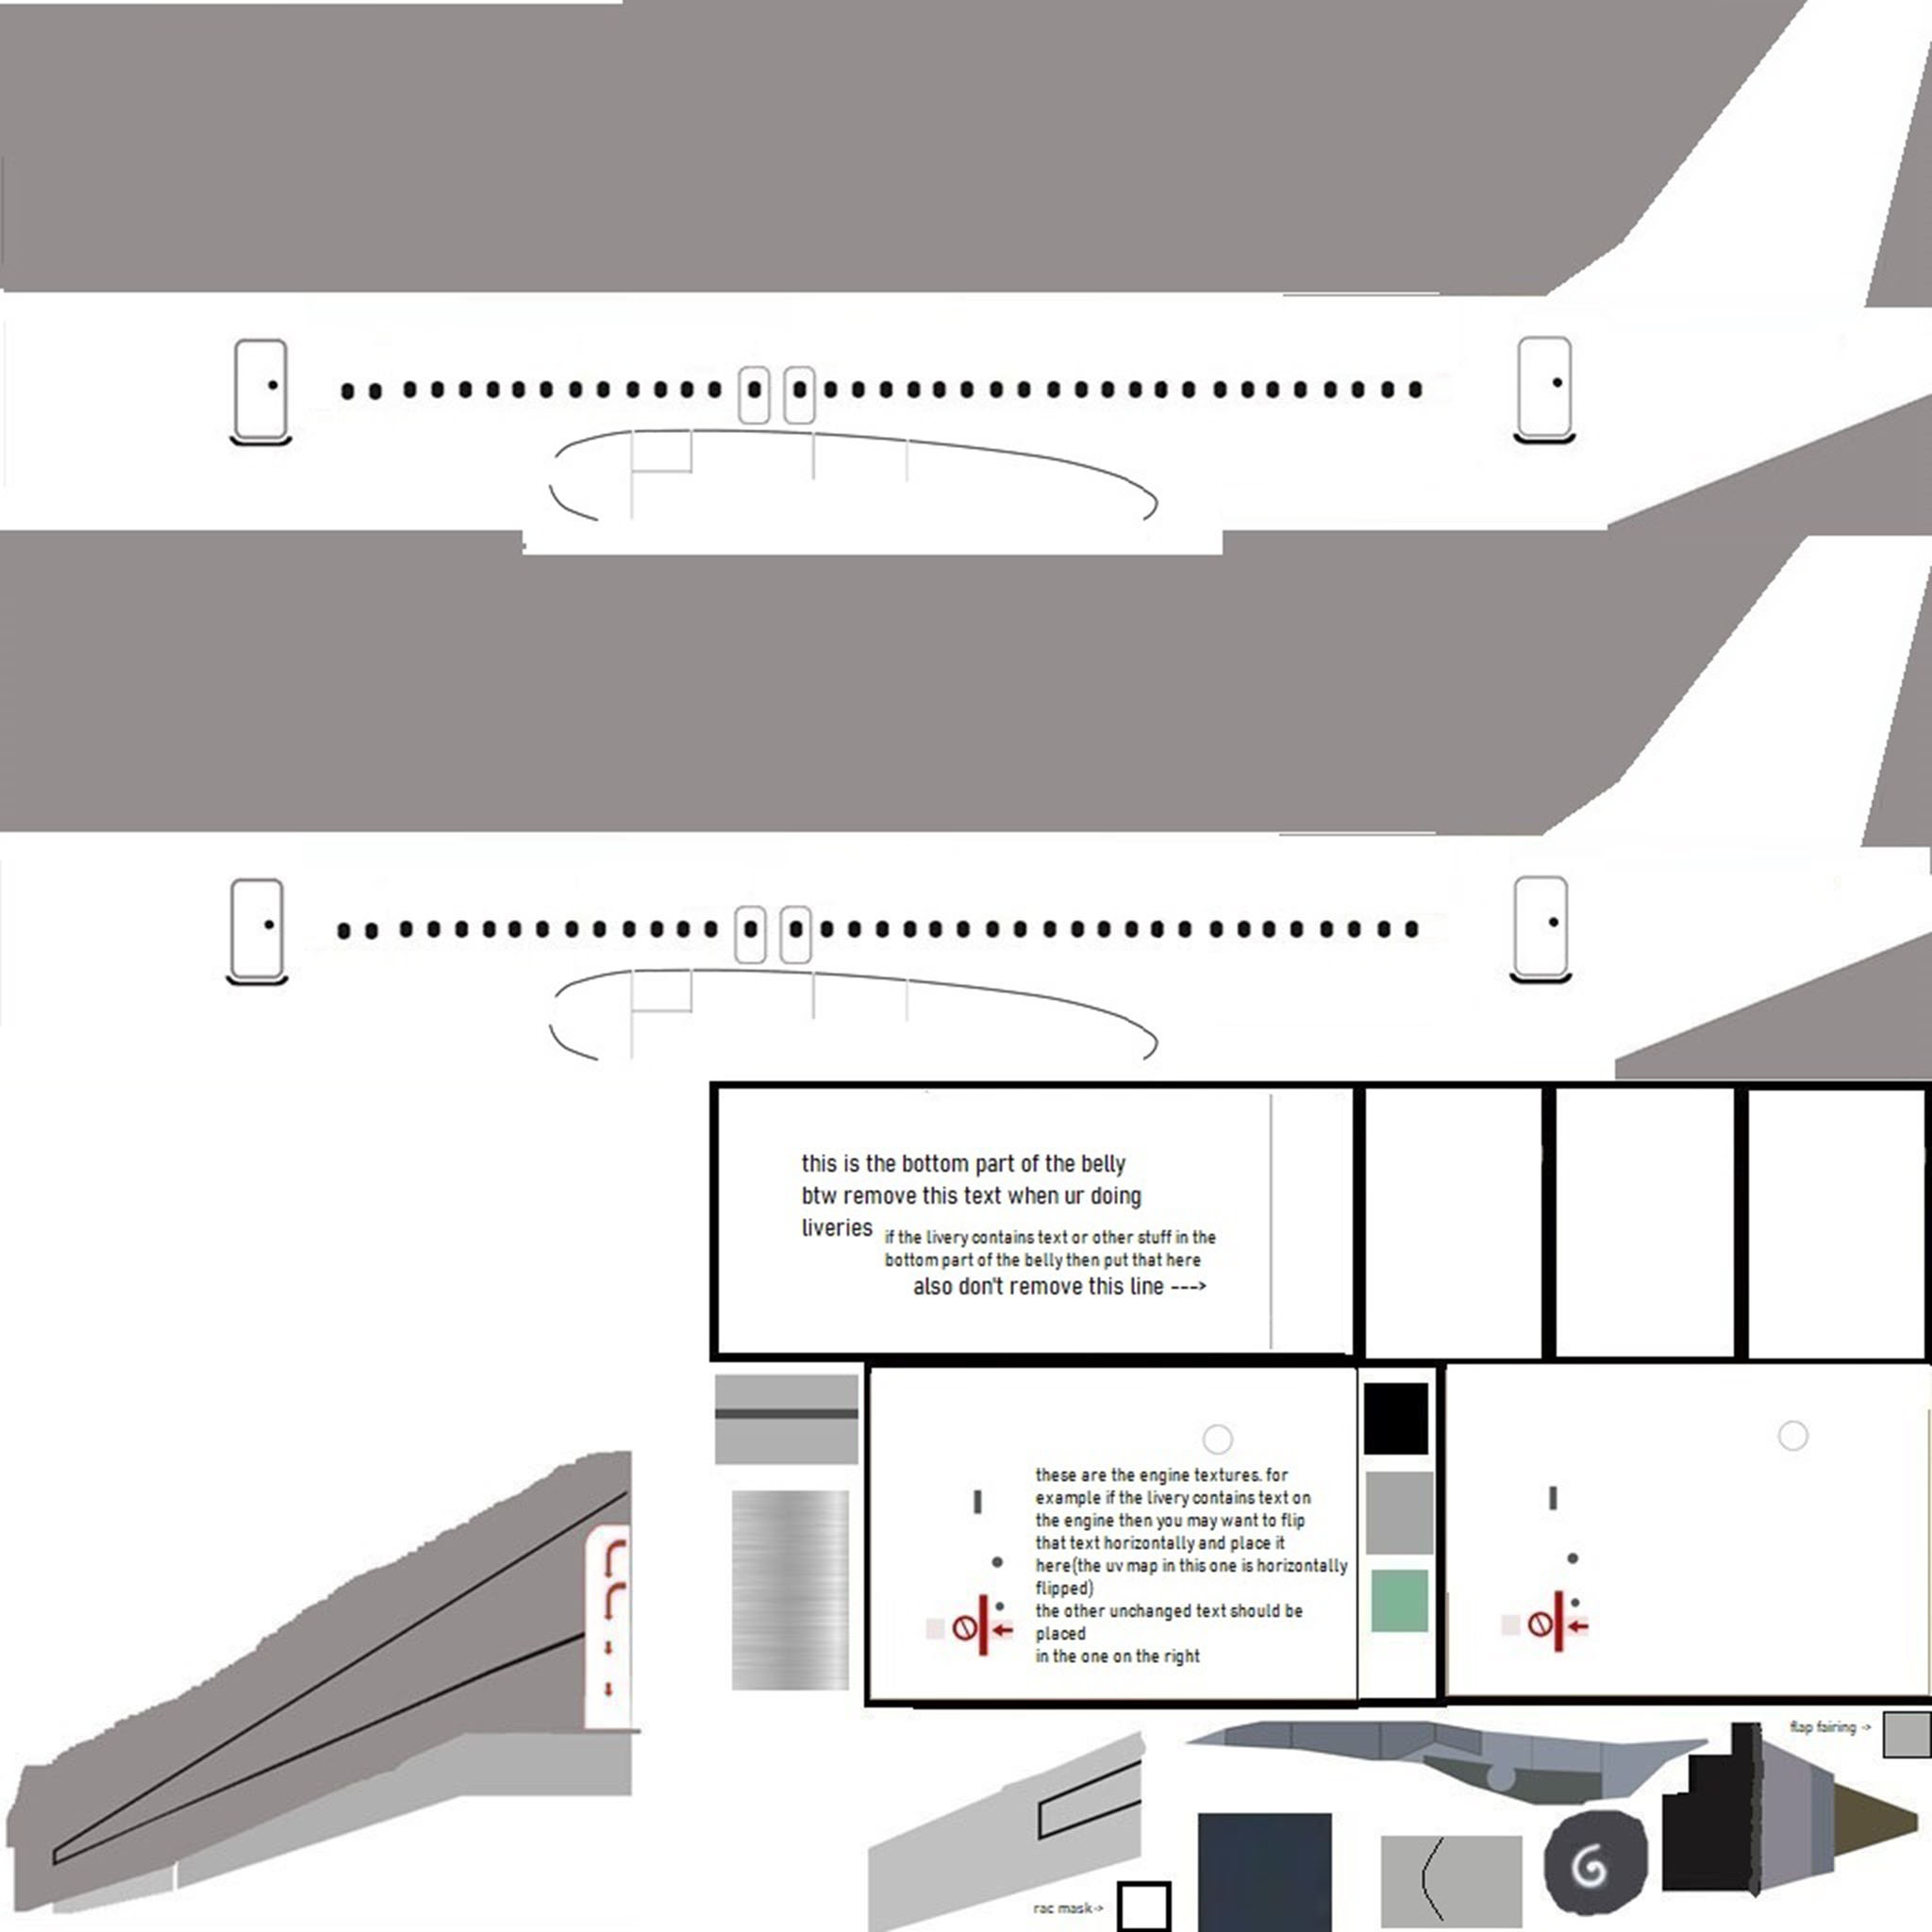 this is the bottom part of the belly
btw remove this text when ur doing
liveries
if the livery contains text or other stuff in the
bottom part of the belly then put that here
also don't remove this line --->
these are the engine textures. for
example if the livery contains text on
the engine then you may want to flip
that text horizontally and place it
here(the uv map in this one is horizontally
flipped)
the other unchanged text should be
placed
in the one on the right
flap fairing ->
rac mask->